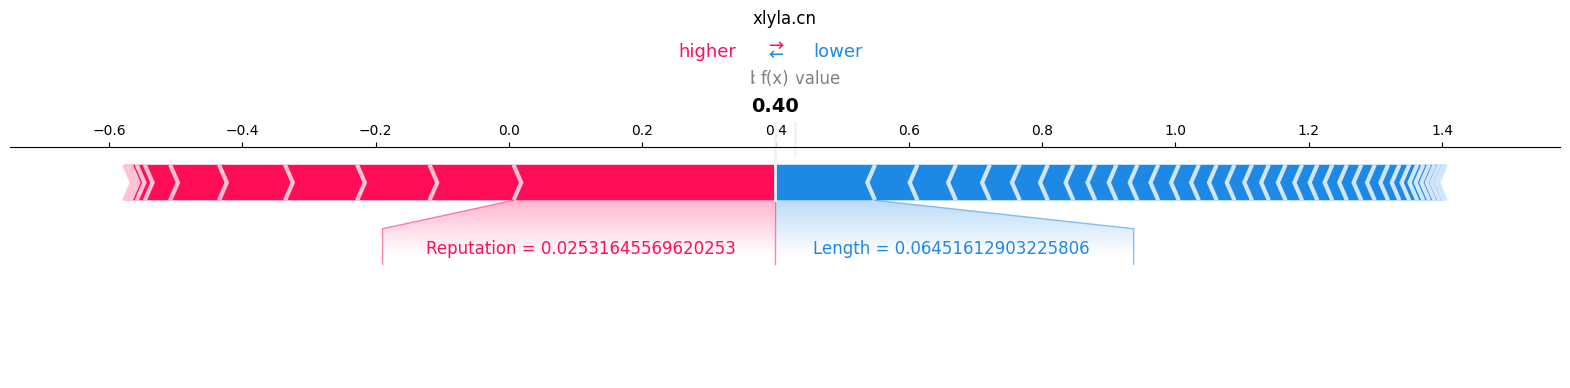 xlyla.cn
higher ⇄ lower
f(x) value
0.40
−0.6 −0.4 −0.2 0.0 0.2 0.4 0.6 0.8 1.0 1.2 1.4
Reputation = 0.02531645569620253 Length = 0.06451612903225806